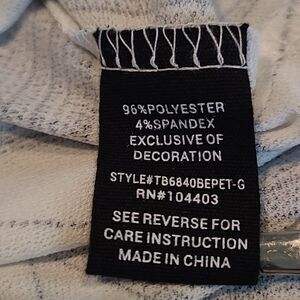 96%POLYESTER
4%SPANDEX
EXCLUSIVE OF
DECORATION
STYLE#TB6840BEPET-G
RN#104403
SEE REVERSE FOR
CARE INSTRUCTION
MADE IN CHINA